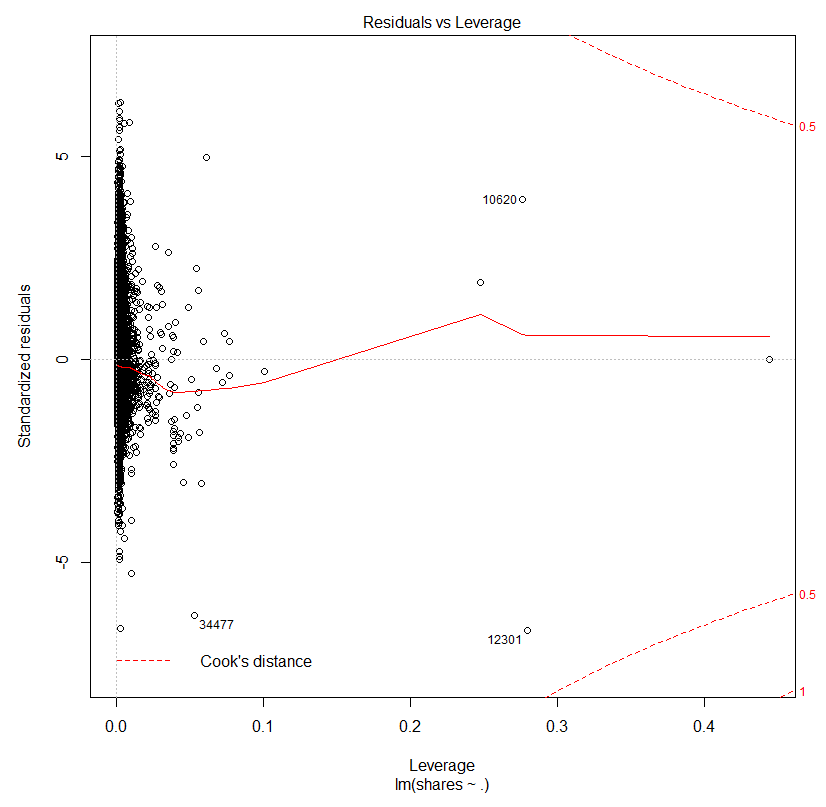 Residuals vs Leverage
0.5
5
10620
Standardized residuals
0
-5
0.5
34477
12301
Cook's distance
1
0.0 0.1 0.2 0.3 0.4
Leverage
lm(shares ~ .)